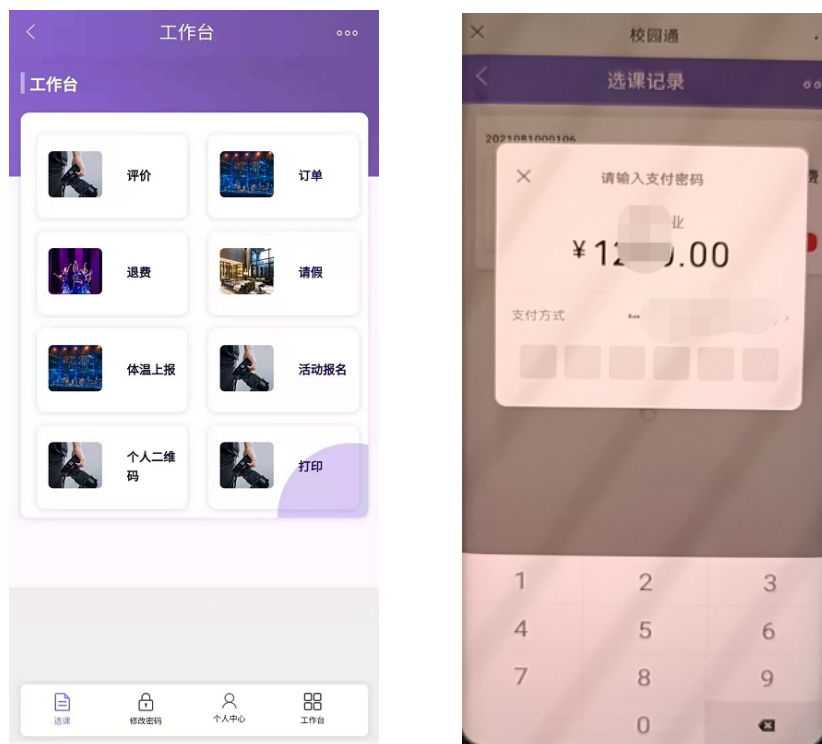 工作台
工作台
评价
订单
退费
请假
体温上报
活动报名
个人二维
码
打印
选课
修改密码
个人中心
工作台
校园通
选课记录
2021081000106
请输入支付密码
业
支付方式
1
2
3
4
5
6
7
8
9
0